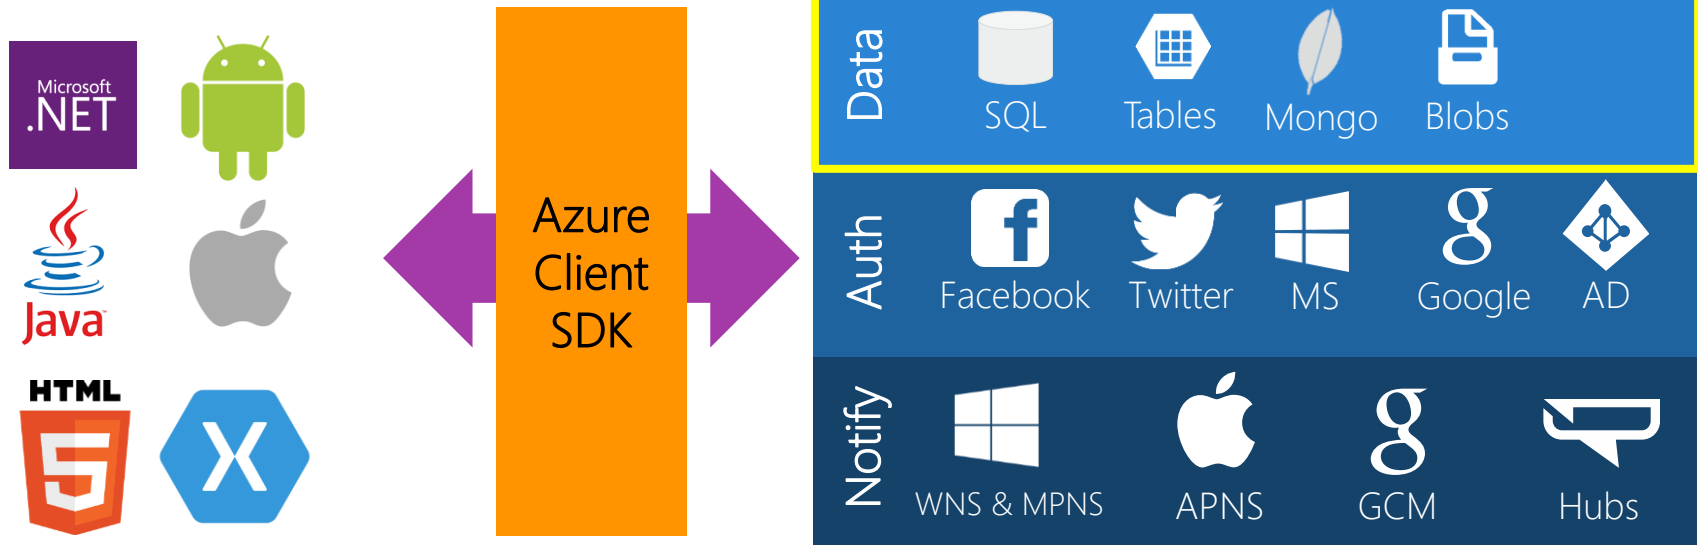 Microsoft
.NET
Java
HTML
5
Azure
Client
SDK
Data
SQL Tables Mongo Blobs
Auth
Facebook Twitter MS Google AD
Notify
WNS & MPNS APNS GCM Hubs